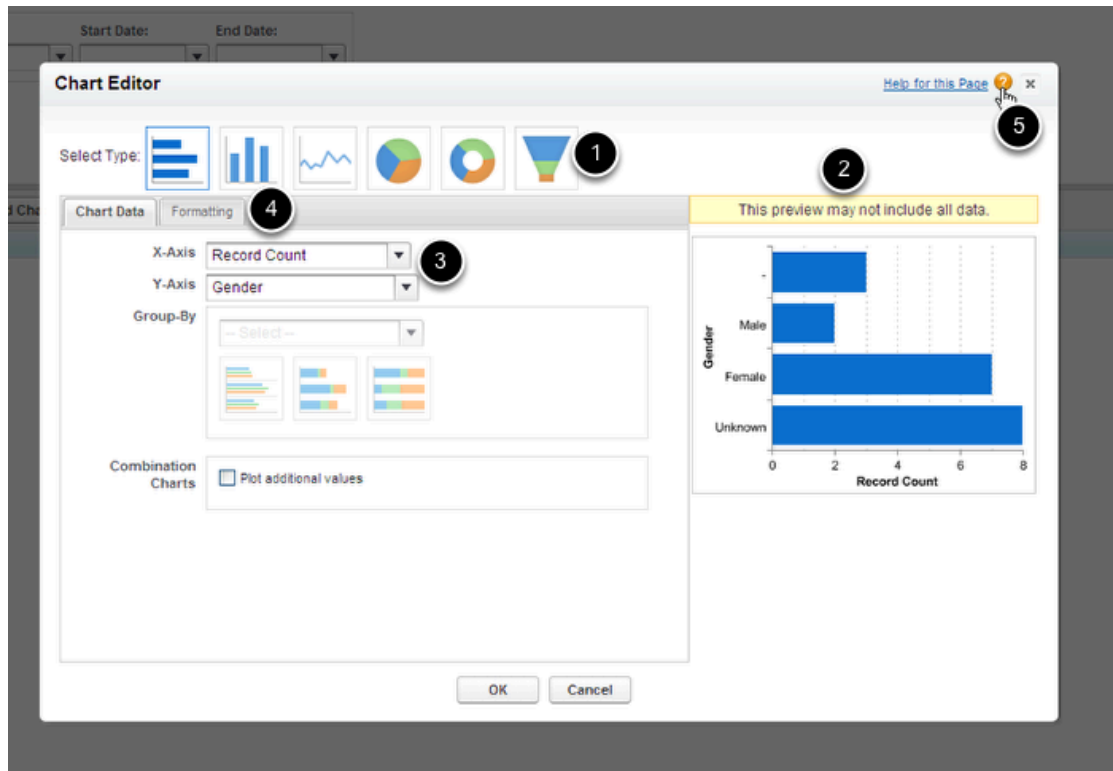 Start Date: End Date:
Chart Editor
Help for this Page ?
5
Select Type:
1
2
Chart Data Formatting 4
This preview may not include all data.
X-Axis Record Count
3
Y-Axis Gender
Group-By
-- Select --
Combination Charts
Plot additional values
Gender
-
Male
Female
Unknown
0 2 4 6 8
Record Count
OK Cancel